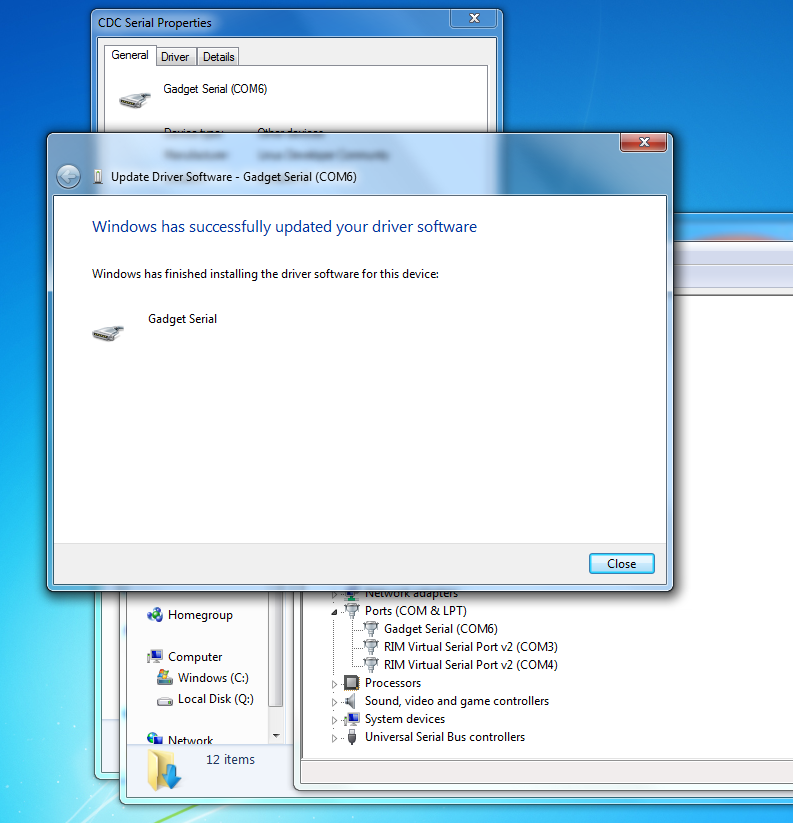 CDC Serial Properties
General Driver Details
Gadget Serial (COM6)
Device type: Other devices
Manufacturer: Linux Developer Community
Update Driver Software - Gadget Serial (COM6)
Windows has successfully updated your driver software
Windows has finished installing the driver software for this device:
Gadget Serial
Close
Homegroup
Computer
Windows (C:)
Local Disk (Q:)
Network
12 items
Network adapters
Ports (COM & LPT)
Gadget Serial (COM6)
RIM Virtual Serial Port v2 (COM3)
RIM Virtual Serial Port v2 (COM4)
Processors
Sound, video and game controllers
System devices
Universal Serial Bus controllers